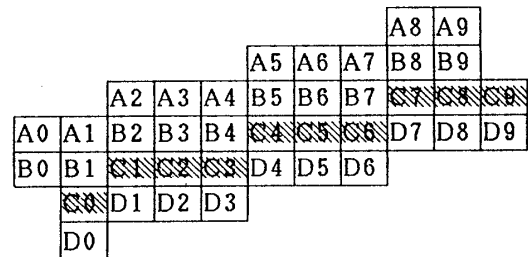 A8 A9
A5 A6 A7 B8 B9
A2 A3 A4 B5 B6 B7 C7 C8 C9
A0 A1 B2 B3 B4 C4 C5 C6 D7 D8 D9
B0 B1 C1 C2 C3 D4 D5 D6
C0 D1 D2 D3
D0